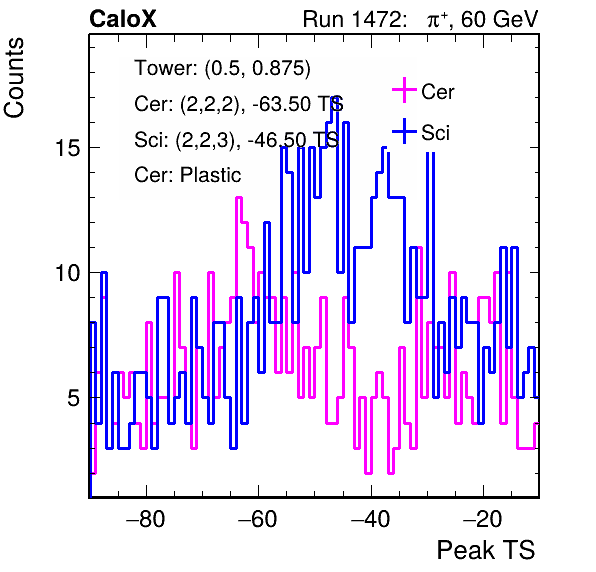 CaloX Run 1472: π⁺, 60 GeV
Counts
Tower: (0.5, 0.875)
Cer: (2,2,2), -63.50 TS
Sci: (2,2,3), -46.50 TS
Cer: Plastic
Cer
Sci
15
10
5
−80 −60 −40 −20
Peak TS